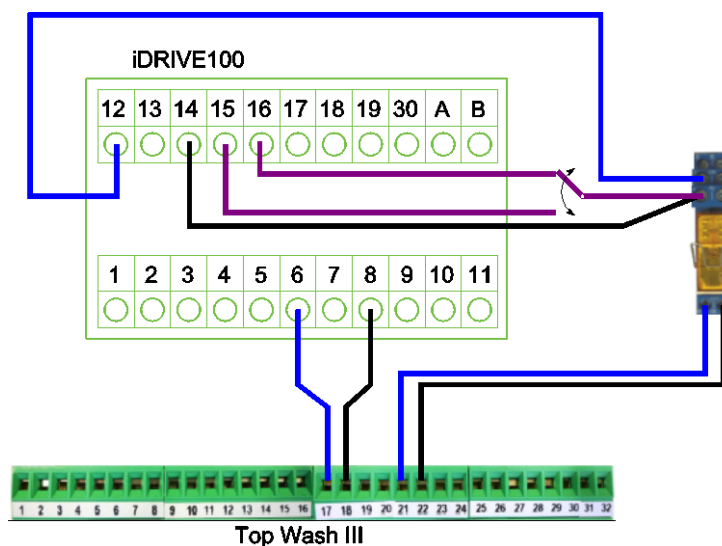 iDRIVE100
12 13 14 15 16 17 18 19 30 A B
1 2 3 4 5 6 7 8 9 10 11
1 2 3 4 5 6 7 8 9 10 11 12 13 14 15 16 17 18 19 20 21 22 23 24 25 26 27 28 29 30 31 32
Top Wash III